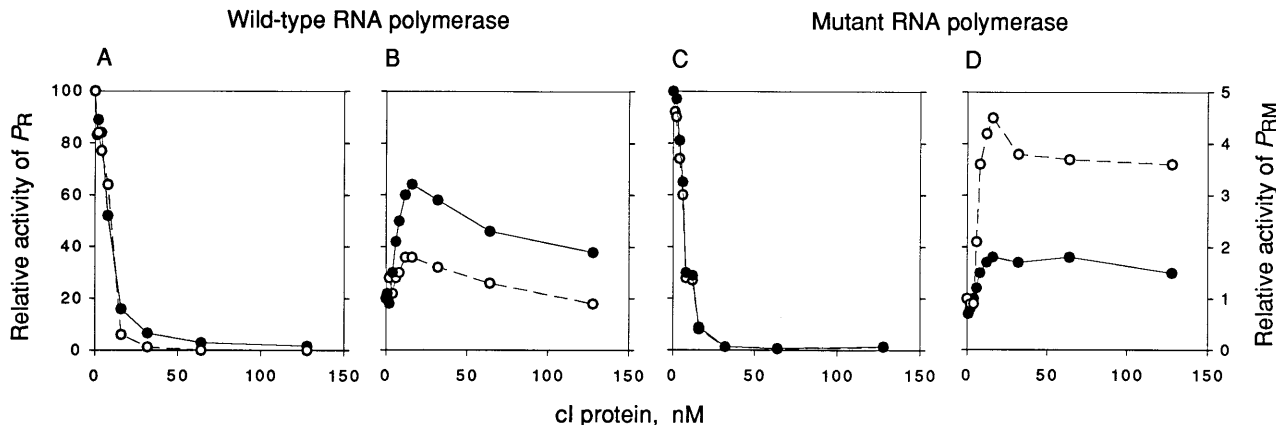 Wild-type RNA polymerase
Mutant RNA polymerase
A
B
C
D
Relative activity of PR
100
80
60
40
20
0
0 50 100 150
0 50 100 150
0 50 100 150
0 50 100 150
5
4
3
2
1
0
Relative activity of PRM
cI protein, nM